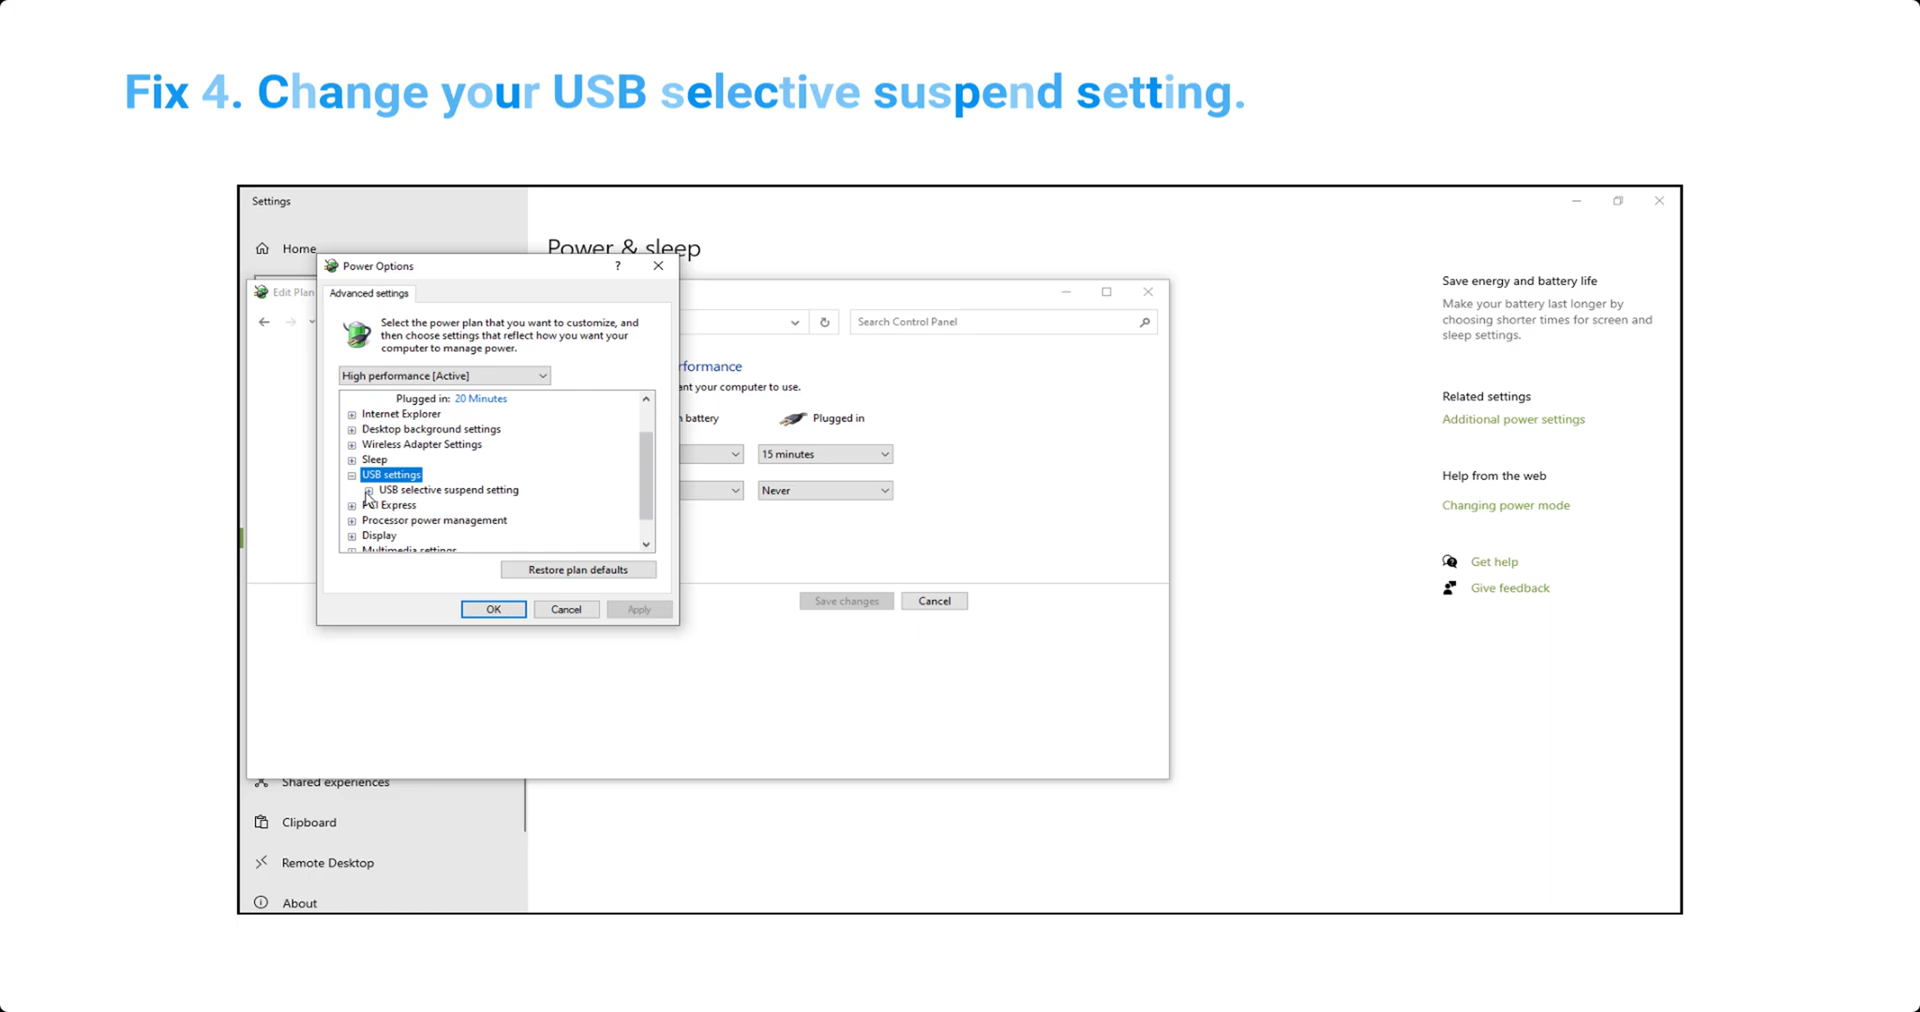 Fix 4. Change your USB selective suspend setting.
Settings
Home
Power & sleep
Power Options
?
Edit Plan
Advanced settings
Select the power plan that you want to customize, and
then choose settings that reflect how you want your
computer to manage power.
High performance [Active]
Plugged in: 20 Minutes
Internet Explorer
Desktop background settings
Wireless Adapter Settings
Sleep
USB settings
USB selective suspend setting
Express
Processor power management
Display
Multimedia settings
Restore plan defaults
OK
Cancel
Apply
Search Control Panel
rformance
ant your computer to use.
battery
Plugged in
15 minutes
Never
Save changes
Cancel
Save energy and battery life
Make your battery last longer by
choosing shorter times for screen and
sleep settings.
Related settings
Additional power settings
Help from the web
Changing power mode
Get help
Give feedback
Shared experiences
Clipboard
Remote Desktop
About